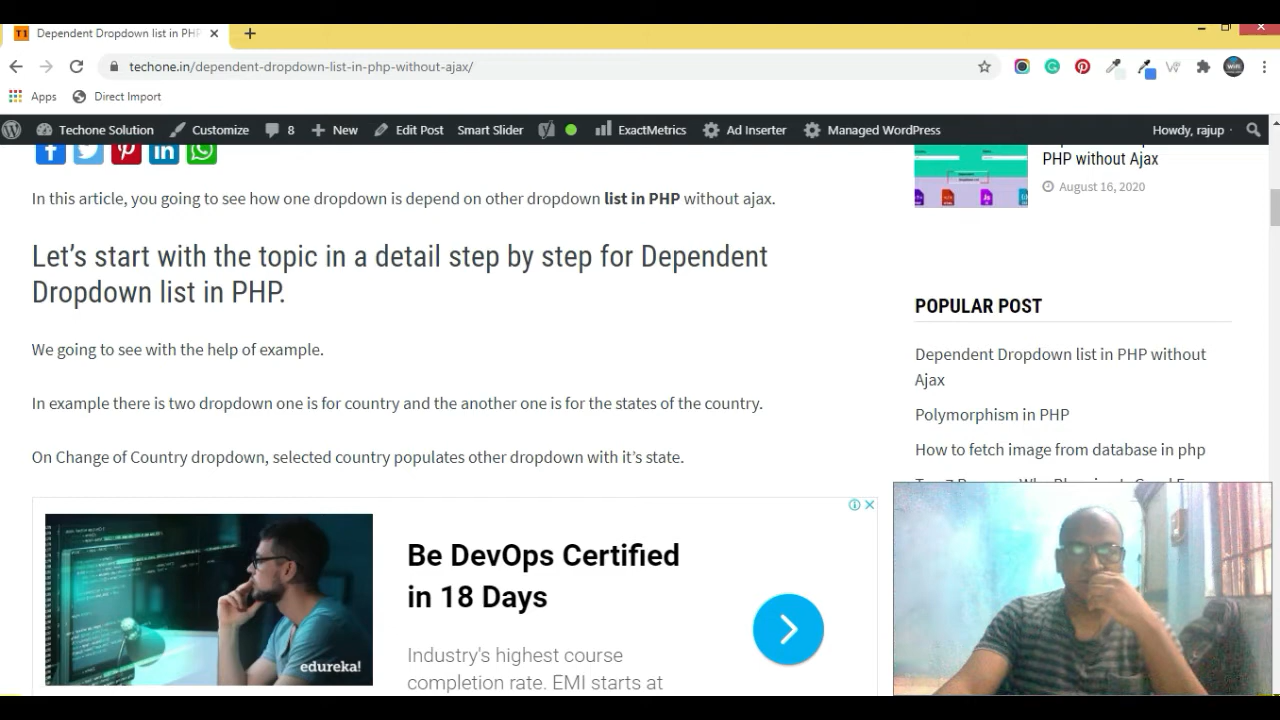 Dependent Dropdown list in PHP
techone.in/dependent-dropdown-list-in-php-without-ajax/
Apps
Direct Import
Techone Solution
Customize
8
New
Edit Post
Smart Slider
ExactMetrics
Ad Inserter
Managed WordPress
Howdy, rajup
PHP without Ajax
August 16, 2020
In this article, you going to see how one dropdown is depend on other dropdown list in PHP without ajax.
Let's start with the topic in a detail step by step for Dependent
Dropdown list in PHP.
We going to see with the help of example.
In example there is two dropdown one is for country and the another one is for the states of the country.
On Change of Country dropdown, selected country populates other dropdown with it's state.
POPULAR POST
Dependent Dropdown list in PHP without
Ajax
Polymorphism in PHP
How to fetch image from database in php
Be DevOps Certified
in 18 Days
Industry's highest course
completion rate. EMI starts at
edureka!